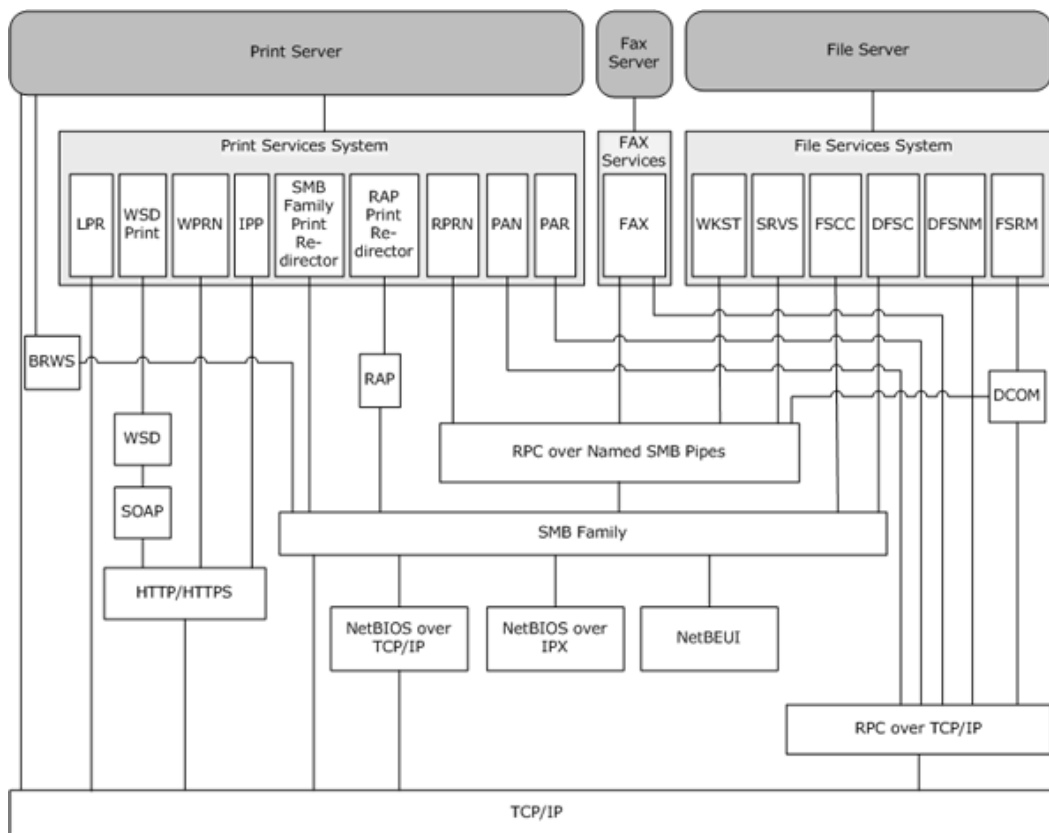 Print Server
Fax
Server
File Server
Print Services System
FAX
Services
File Services System
LPR
WSD
Print
WPRN
IPP
SMB
Family
Print
Re-
director
RAP
Print
Re-
director
RPRN
PAN
PAR
FAX
WKST
SRVS
FSCC
DFSC
DFSNM
FSRM
BRWS
RAP
DCOM
WSD
RPC over Named SMB Pipes
SOAP
SMB Family
HTTP/HTTPS
NetBIOS over
TCP/IP
NetBIOS over
IPX
NetBEUI
RPC over TCP/IP
TCP/IP